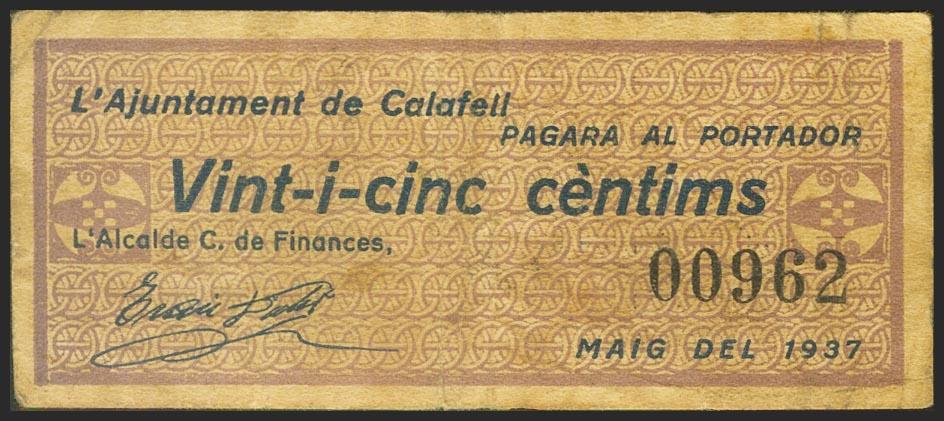 L'Ajuntament de Calafell
PAGARA AL PORTADOR
Vint-i-cinc cèntims
L'Alcalde C. de Finances,
00962
MAIG DEL 1937